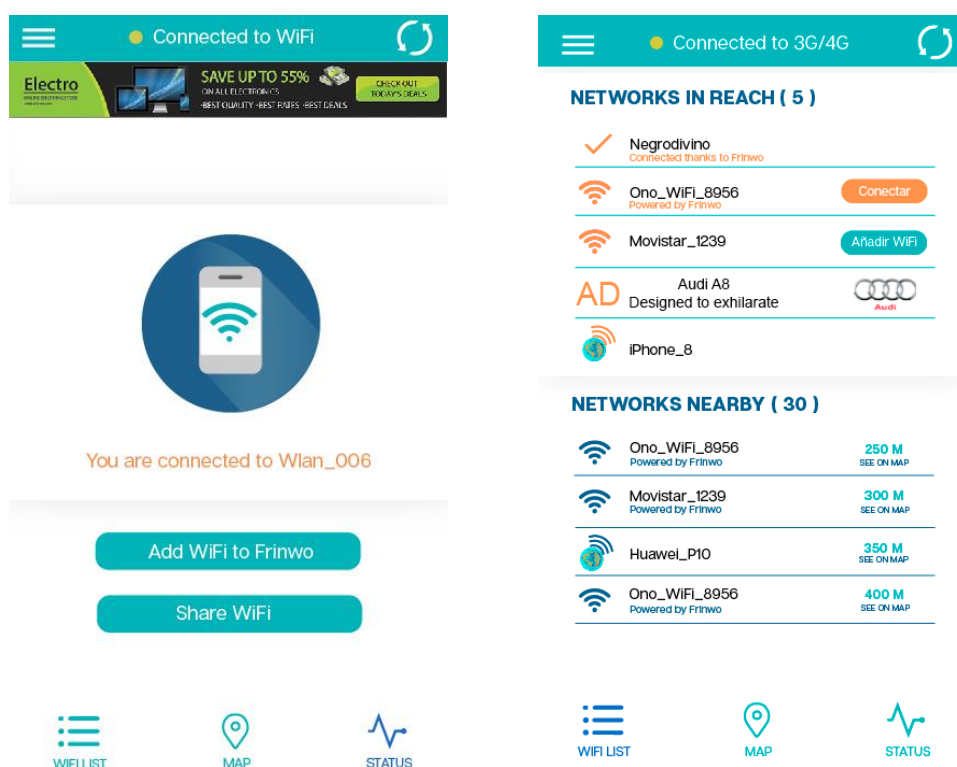 Connected to WiFi
Electro
SAVE UP TO 55%
ON ALL ELECTRONICS
-BEST QUALITY -BEST RATES -BEST DEALS
CHECK OUT
TODAY'S DEALS
You are connected to Wlan_006
Add WiFi to Frinwo
Share WiFi
WIFI LIST
MAP
STATUS
Connected to 3G/4G
NETWORKS IN REACH ( 5 )
Negrodivino
Connected thanks to Frinwo
Ono_WiFi_8956
Powered by Frinwo
Conectar
Movistar_1239
Añadir WiFi
AD
Audi A8
Designed to exhilarate
Audi
iPhone_8
NETWORKS NEARBY ( 30 )
Ono_WiFi_8956
Powered by Frinwo
250 M
SEE ON MAP
Movistar_1239
Powered by Frinwo
300 M
SEE ON MAP
Huawei_P10
350 M
SEE ON MAP
Ono_WiFi_8956
Powered by Frinwo
400 M
SEE ON MAP
WIFI LIST
MAP
STATUS